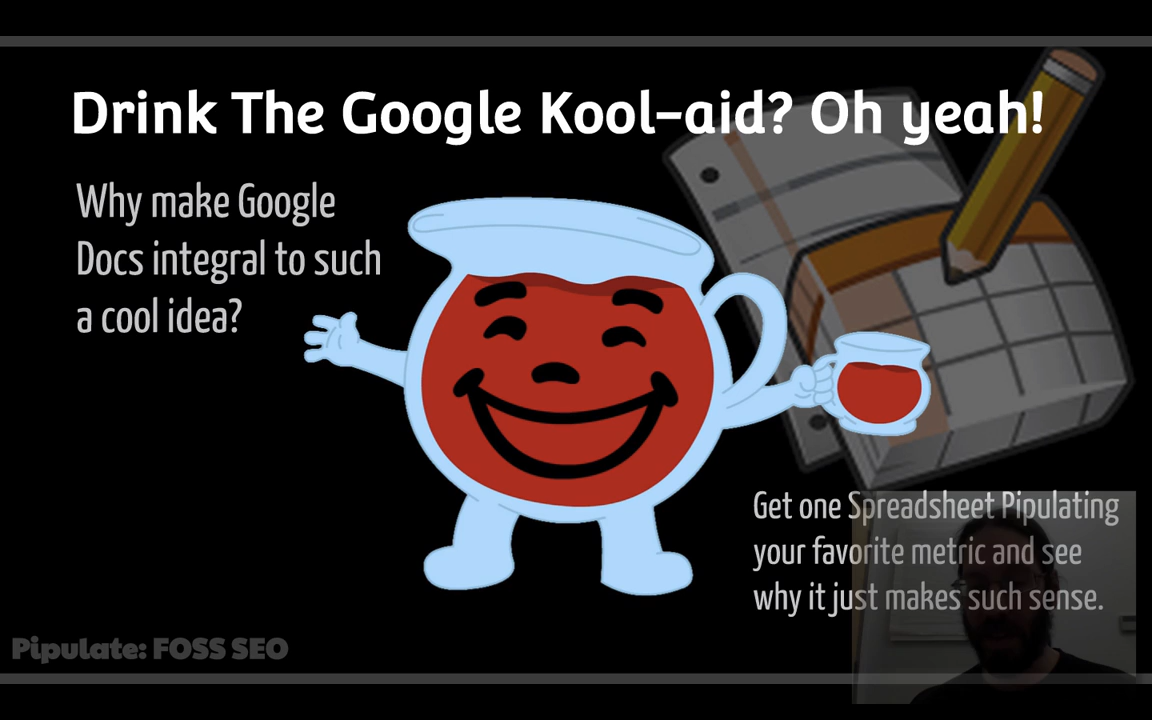 Drink The Google Kool-aid? Oh yeah!
Why make Google
Docs integral to such
a cool idea?
Get one Spreadsheet Pipulating
your favorite metric and see
why it just makes such sense.
Pipulate: FOSS SEO